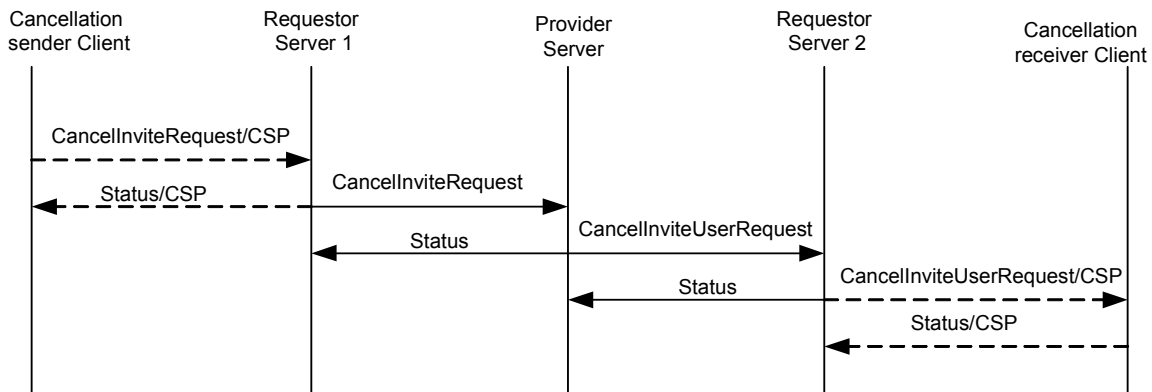 Cancellation
sender Client
Requestor
Server 1
Provider
Server
Requestor
Server 2
Cancellation
receiver Client
CancelInviteRequest/CSP
Status/CSP
CancelInviteRequest
Status
CancelInviteUserRequest
Status
CancelInviteUserRequest/CSP
Status/CSP